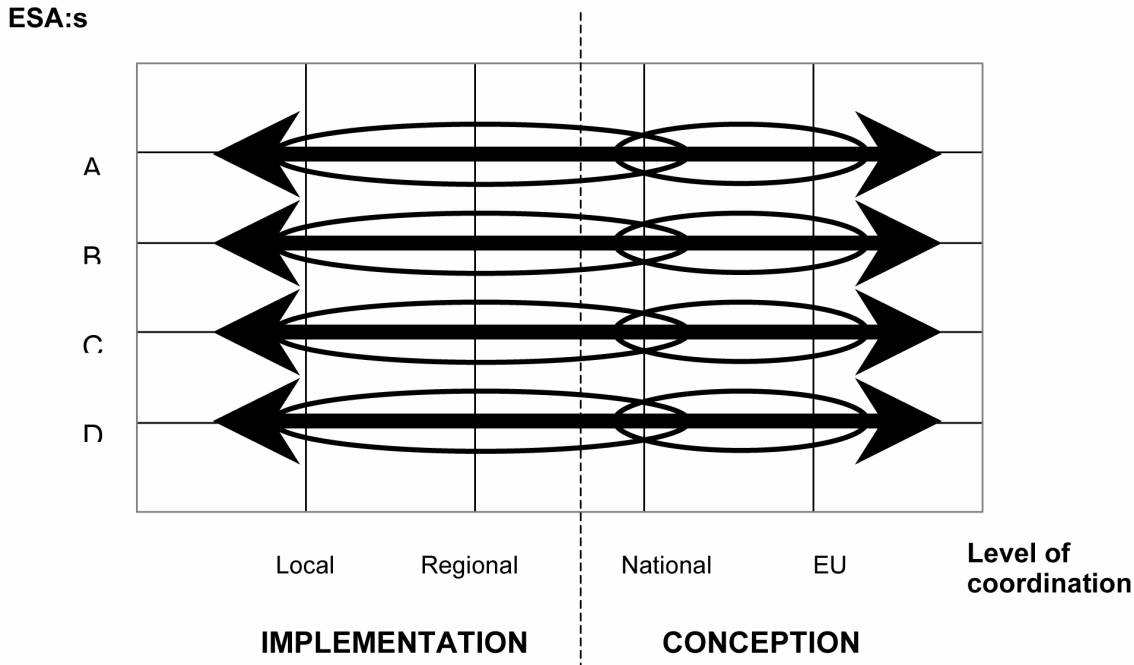 ESA:s
A
B
C
D
Local Regional National EU
Level of
coordination
IMPLEMENTATION CONCEPTION